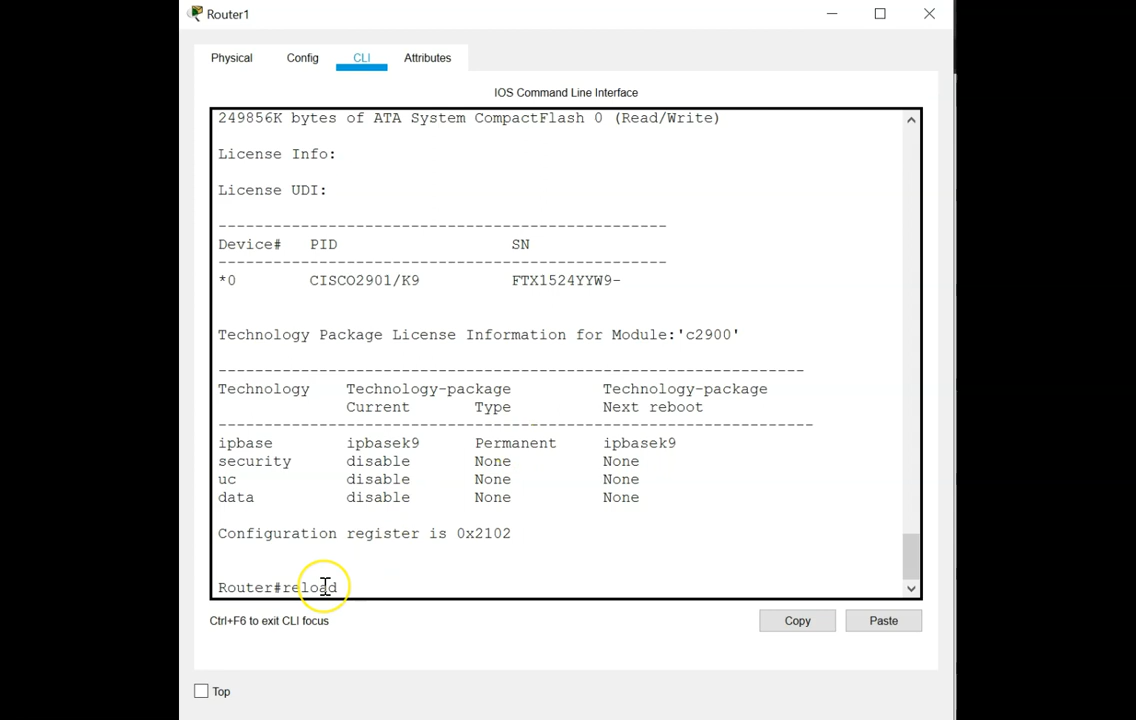 Router1
Physical Config CLI Attributes
IOS Command Line Interface
249856K bytes of ATA System CompactFlash 0 (Read/Write)
License Info:
License UDI:
-------------------------------------------------
Device# PID SN
-------------------------------------------------
*0 CISCO2901/K9 FTX1524YYW9-
Technology Package License Information for Module:'c2900'
----------------------------------------------------------------
Technology Technology-package Technology-package
Current Type Next reboot
-----------------------------------------------------------------
ipbase ipbasek9 Permanent ipbasek9
security disable None None
uc disable None None
data disable None None
Configuration register is 0x2102
Router#reload
Ctrl+F6 to exit CLI focus
Copy Paste
Top